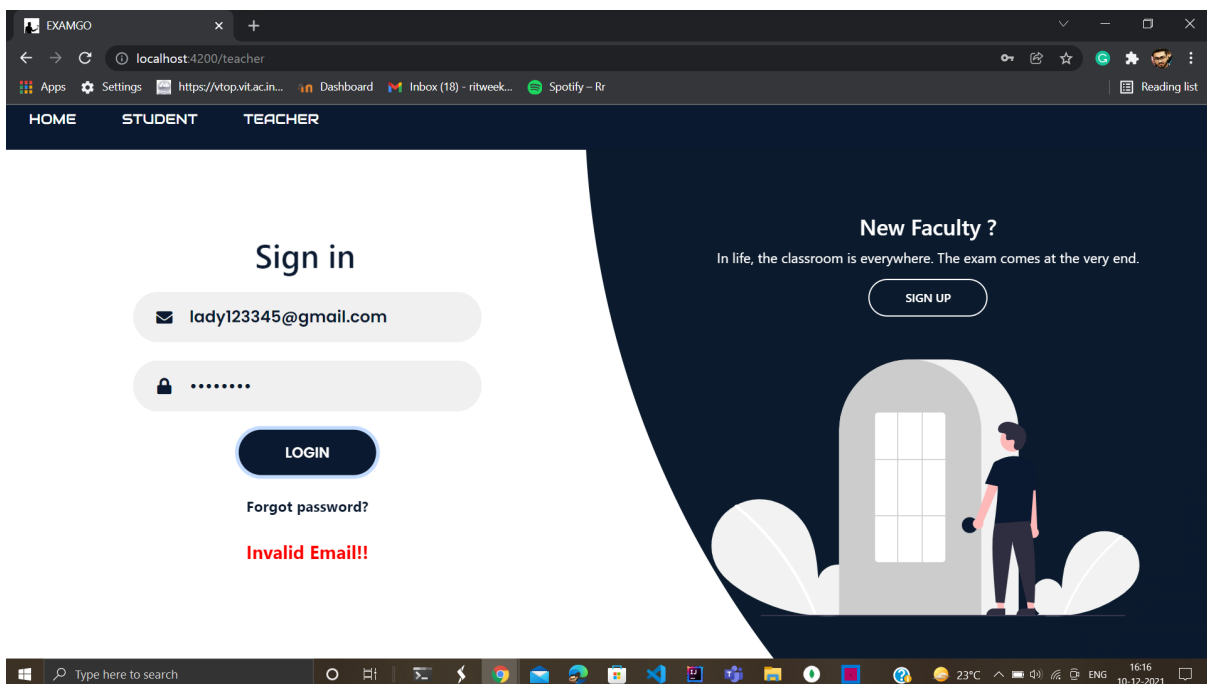 EXAMGO
localhost:4200/teacher
Apps Settings https://vtop.vit.ac.in... Dashboard Inbox (18) - ritweek... Spotify – Rr Reading list
HOME STUDENT TEACHER
Sign in
lady123345@gmail.com
••••••••
LOGIN
Forgot password?
Invalid Email!!
New Faculty ?
In life, the classroom is everywhere. The exam comes at the very end.
SIGN UP
Type here to search
23°C ENG
16:16
10-12-2021